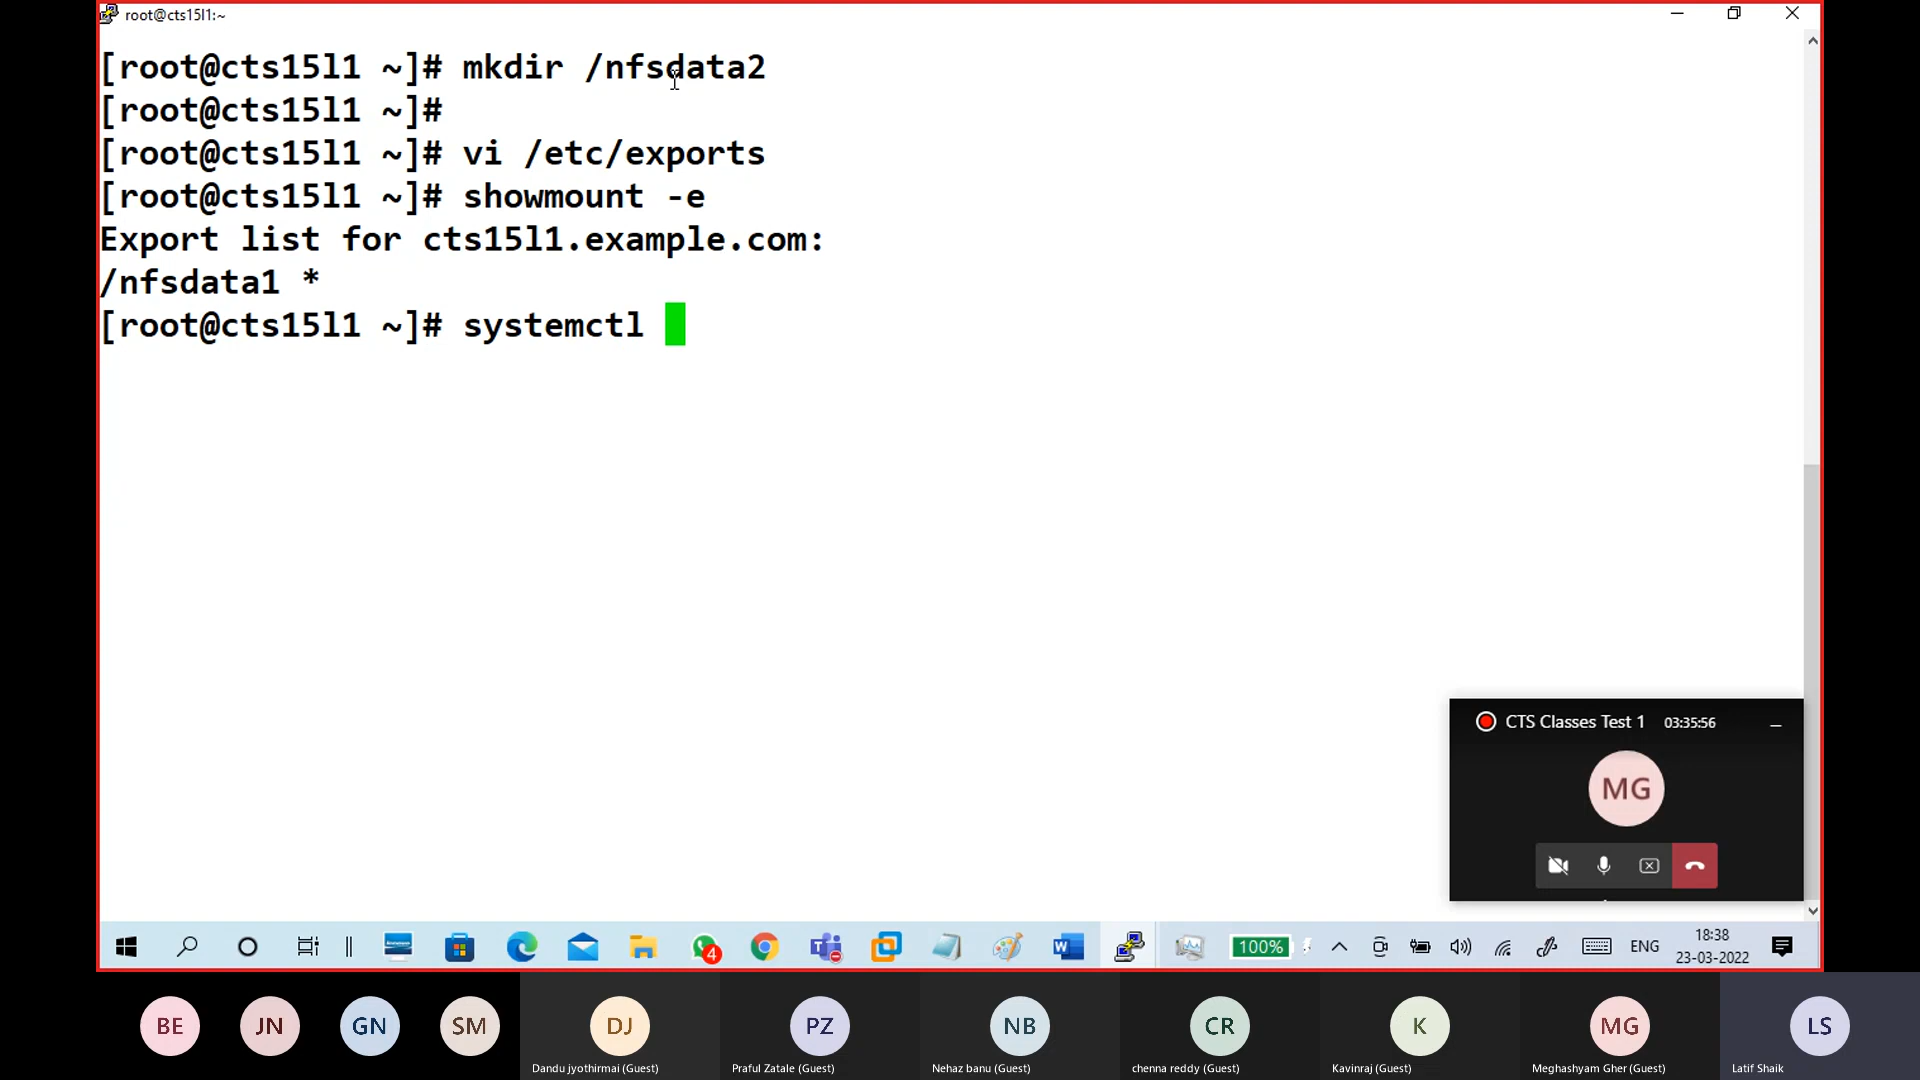 root@cts15l1:~
[root@cts15l1 ~]# mkdir /nfsdata2
[root@cts15l1 ~]#
[root@cts15l1 ~]# vi /etc/exports
[root@cts15l1 ~]# showmount -e
Export list for cts15l1.example.com:
/nfsdata1 *
[root@cts15l1 ~]# systemctl
CTS Classes Test 1 03:35:56
MG
4
100%
ENG
18:38
23-03-2022
BE JN GN SM DJ PZ NB CR K MG LS
Dandu jyothirmai (Guest) Praful Zatale (Guest) Nehaz banu (Guest) chenna reddy (Guest) Kavinraj (Guest) Meghashyam Gher (Guest) Latif Shaik